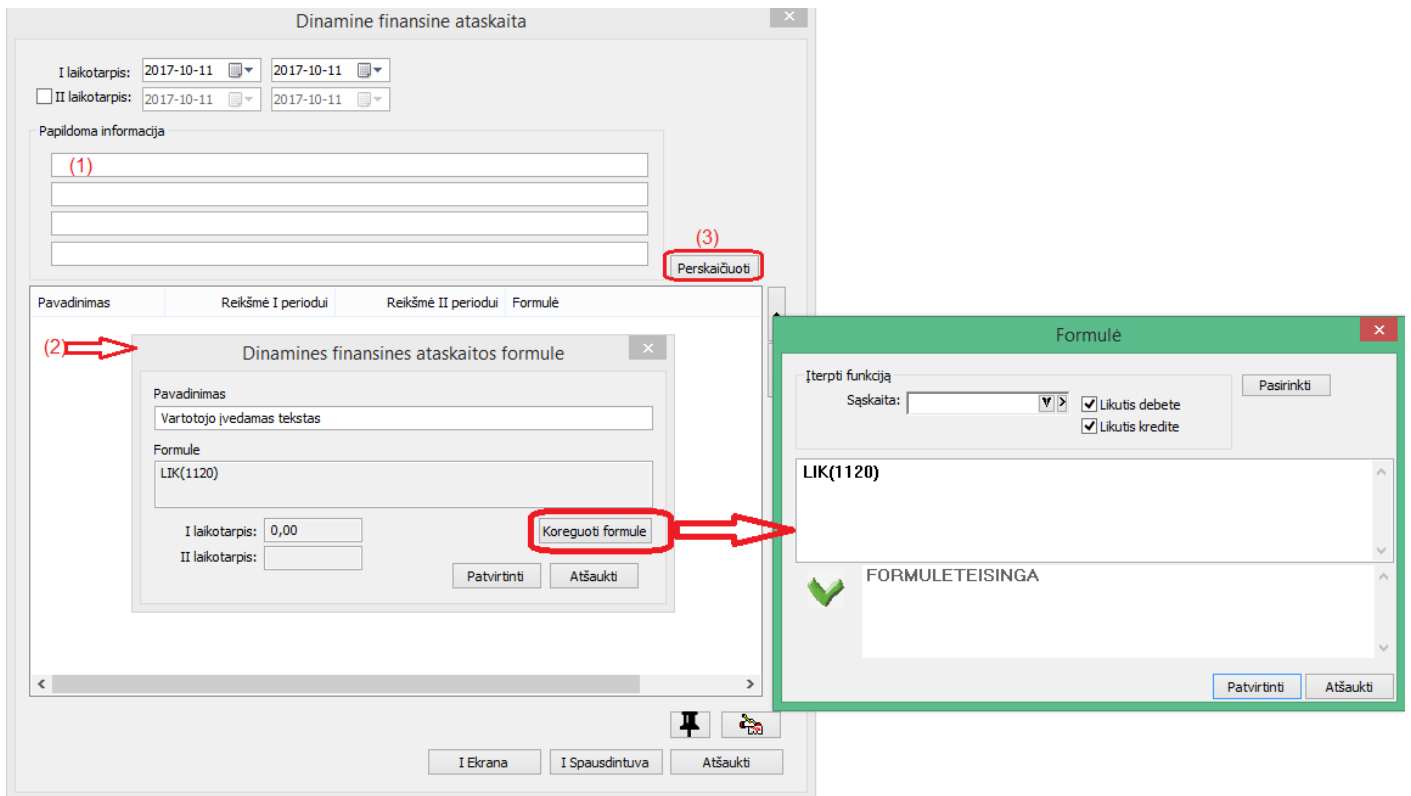 Dinamine finansine ataskaita
I laikotarpis: 2017-10-11 2017-10-11
II laikotarpis: 2017-10-11 2017-10-11
Papildoma informacija
(1)
(3)
Perskaičiuoti
Pavadinimas Reikšmė I periodui Reikšmė II periodui Formulė
(2)
Dinamines finansines ataskaitos formule
Pavadinimas
Vartotojo įvedamas tekstas
Formule
LIK(1120)
I laikotarpis: 0,00
Koreguoti formule
II laikotarpis:
Patvirtinti Atšaukti
Formulė
Įterpti funkciją
Pasirinkti
Sąskaita:
Likutis debete
Likutis kredite
LIK(1120)
FORMULETEISINGA
Patvirtinti Atšaukti
I Ekrana I Spausdintuva Atšaukti